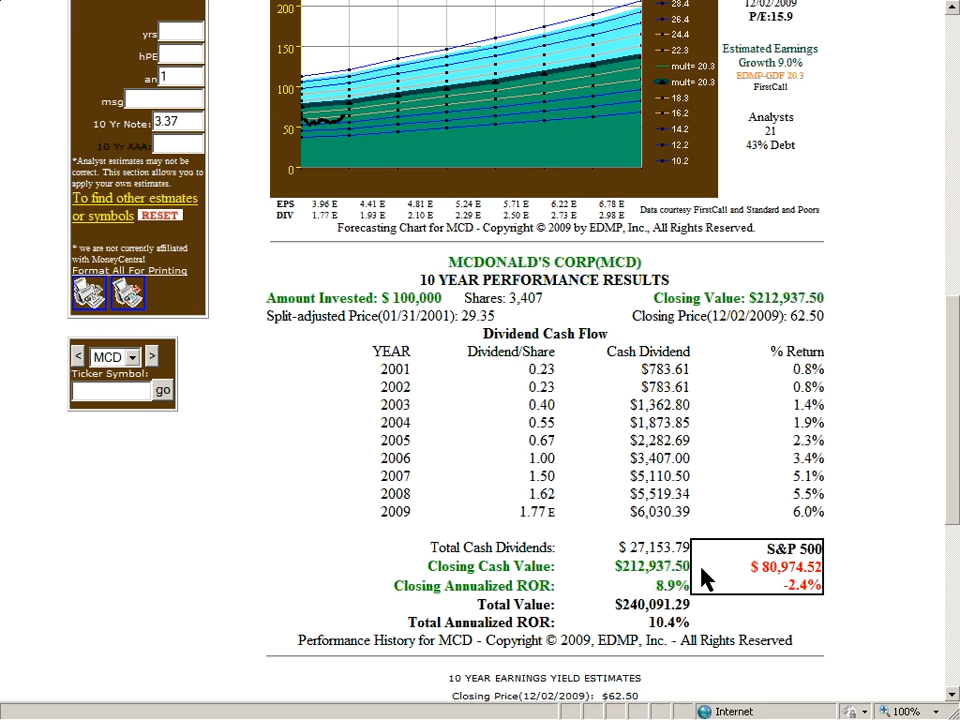 yrs
hPE
an 1
msg
10 Yr Note: 3.37
10 Yr AAA:
*Analyst estimates may not be
correct. This section allows you to
apply your own estimates.
To find other estmates
or symbols RESET
* we are not currently affiliated
with MoneyCentral
Format All For Printing
< MCD >
Ticker Symbol:
go
200
150
100
50
0
28.4
26.4
24.4
22.3
mult= 20.3
mult= 20.3
18.3
16.2
14.2
12.2
10.2
12/02/2009
P/E:15.9
Estimated Earnings
Growth 9.0%
EDMP-GDF 20.3
FirstCall
Analysts
21
43% Debt
EPS 3.96 E 4.41 E 4.81 E 5.24 E 5.71 E 6.22 E 6.78 E
DIV 1.77 E 1.93 E 2.10 E 2.29 E 2.50 E 2.73 E 2.98 E
Data courtesy FirstCall and Standard and Poors
Forecasting Chart for MCD - Copyright © 2009 by EDMP, Inc., All Rights Reserved.
MCDONALD'S CORP(MCD)
10 YEAR PERFORMANCE RESULTS
Amount Invested: $ 100,000 Shares: 3,407 Closing Value: $212,937.50
Split-adjusted Price(01/31/2001): 29.35 Closing Price(12/02/2009): 62.50
Dividend Cash Flow
YEAR Dividend/Share Cash Dividend % Return
2001 0.23 $783.61 0.8%
2002 0.23 $783.61 0.8%
2003 0.40 $1,362.80 1.4%
2004 0.55 $1,873.85 1.9%
2005 0.67 $2,282.69 2.3%
2006 1.00 $3,407.00 3.4%
2007 1.50 $5,110.50 5.1%
2008 1.62 $5,519.34 5.5%
2009 1.77 E $6,030.39 6.0%
Total Cash Dividends: $ 27,153.79 S&P 500
Closing Cash Value: $212,937.50 $ 80,974.52
Closing Annualized ROR: 8.9% -2.4%
Total Value: $240,091.29
Total Annualized ROR: 10.4%
Performance History for MCD - Copyright © 2009, EDMP, Inc. - All Rights Reserved
10 YEAR EARNINGS YIELD ESTIMATES
Closing Price(12/02/2009): $62.50
Internet 100%